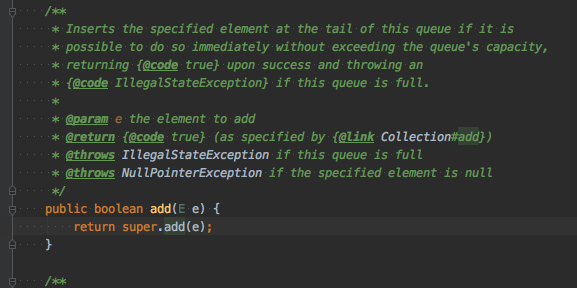 /**
* Inserts the specified element at the tail of this queue if it is
* possible to do so immediately without exceeding the queue's capacity,
* returning {@code true} upon success and throwing an
* {@code IllegalStateException} if this queue is full.
*
* @param e the element to add
* @return {@code true} (as specified by {@link Collection#add})
* @throws IllegalStateException if this queue is full
* @throws NullPointerException if the specified element is null
*/
public boolean add(E e) {
return super.add(e);
}
/**